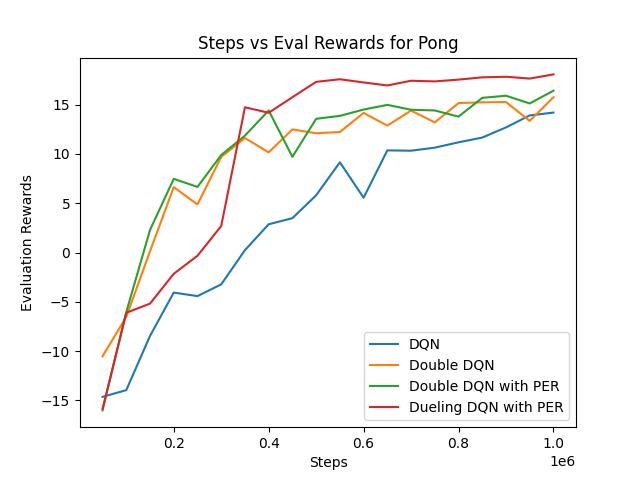 Steps vs Eval Rewards for Pong
Evaluation Rewards
15
10
5
0
−5
−10
−15
0.2
0.4
0.6
0.8
1.0
1e6
Steps
DQN
Double DQN
Double DQN with PER
Dueling DQN with PER